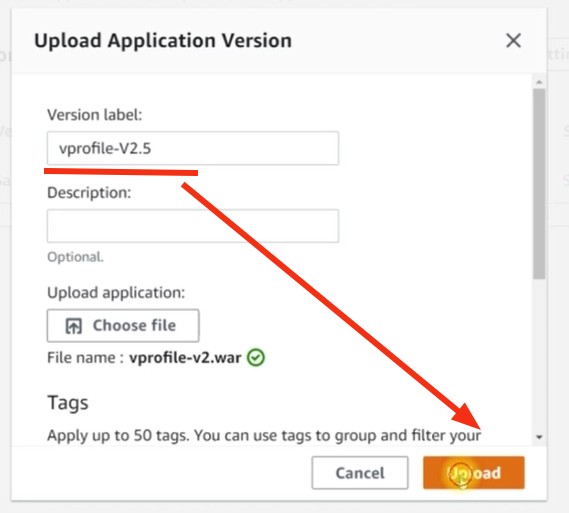 Upload Application Version
Version label:
vprofile-V2.5
Description:
Optional.
Upload application:
Choose file
File name : vprofile-v2.war
Tags
Apply up to 50 tags. You can use tags to group and filter your
Cancel
Upload